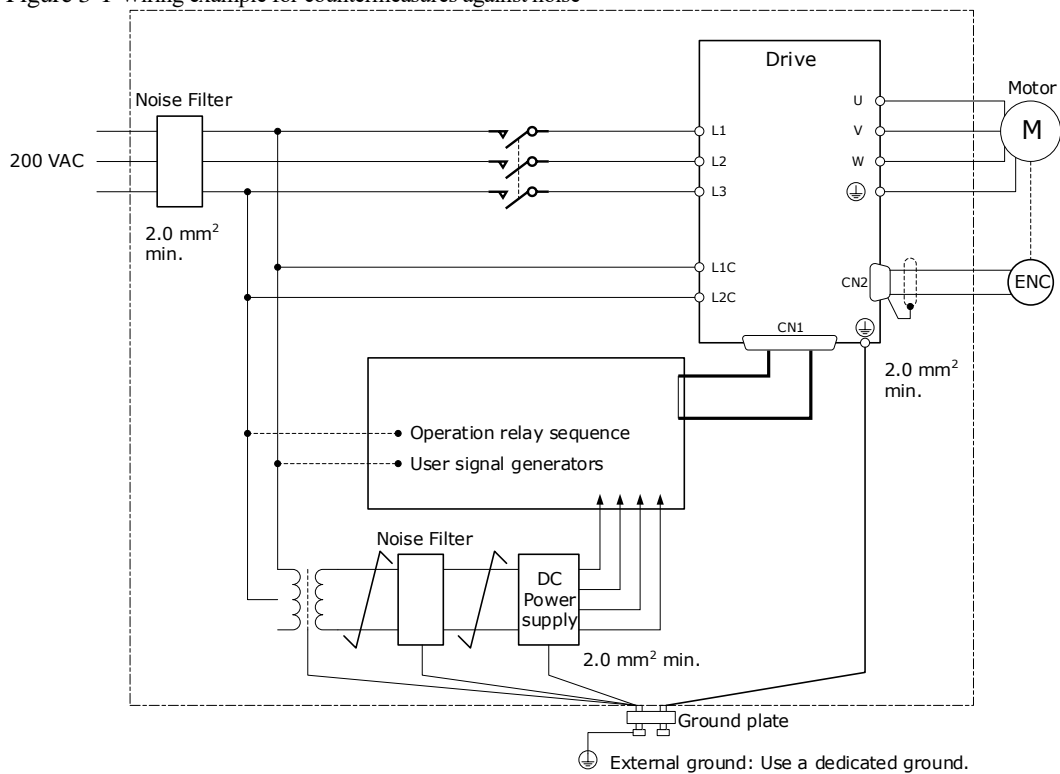 Figure 3-1 Wiring example for countermeasures against noise
Drive
Noise Filter
Motor
U
V
W
M
L1
L2
L3
200 VAC
2.0 mm²
min.
L1C
L2C
CN2
ENC
CN1
2.0 mm²
min.
Operation relay sequence
User signal generators
Noise Filter
DC
Power
supply
2.0 mm² min.
Ground plate
External ground: Use a dedicated ground.